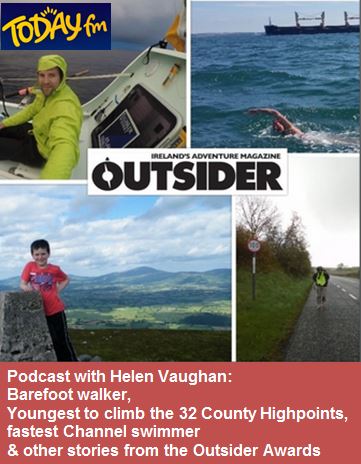 TODAY fm
IRELAND'S ADVENTURE MAGAZINE
OUTSIDER
Podcast with Helen Vaughan:
Barefoot walker,
Youngest to climb the 32 County Highpoints,
fastest Channel swimmer
& other stories from the Outsider Awards